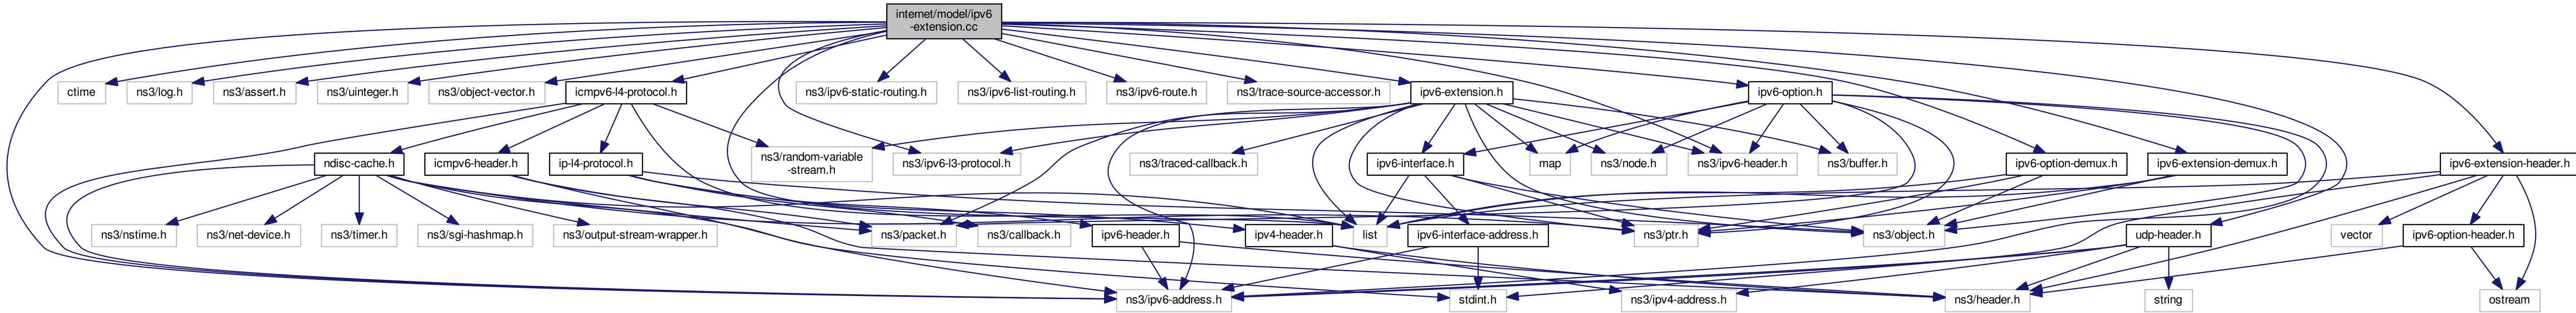 internet/model/ipv6
-extension.cc
ctime
ns3/log.h
ns3/assert.h
ns3/uinteger.h
ns3/object-vector.h
icmpv6-l4-protocol.h
ns3/ipv6-static-routing.h
ns3/ipv6-list-routing.h
ns3/ipv6-route.h
ns3/trace-source-accessor.h
ipv6-extension.h
ipv6-option.h
ndisc-cache.h
icmpv6-header.h
ip-l4-protocol.h
ns3/random-variable
-stream.h
ns3/ipv6-l3-protocol.h
ns3/traced-callback.h
ipv6-interface.h
map
ns3/node.h
ns3/ipv6-header.h
ns3/buffer.h
ipv6-option-demux.h
ipv6-extension-demux.h
ipv6-extension-header.h
ns3/nstime.h
ns3/net-device.h
ns3/timer.h
ns3/sgi-hashmap.h
ns3/output-stream-wrapper.h
ns3/packet.h
ns3/callback.h
ipv6-header.h
ipv4-header.h
list
ipv6-interface-address.h
ns3/ptr.h
ns3/object.h
udp-header.h
vector
ipv6-option-header.h
ns3/ipv6-address.h
stdint.h
ns3/ipv4-address.h
ns3/header.h
string
ostream